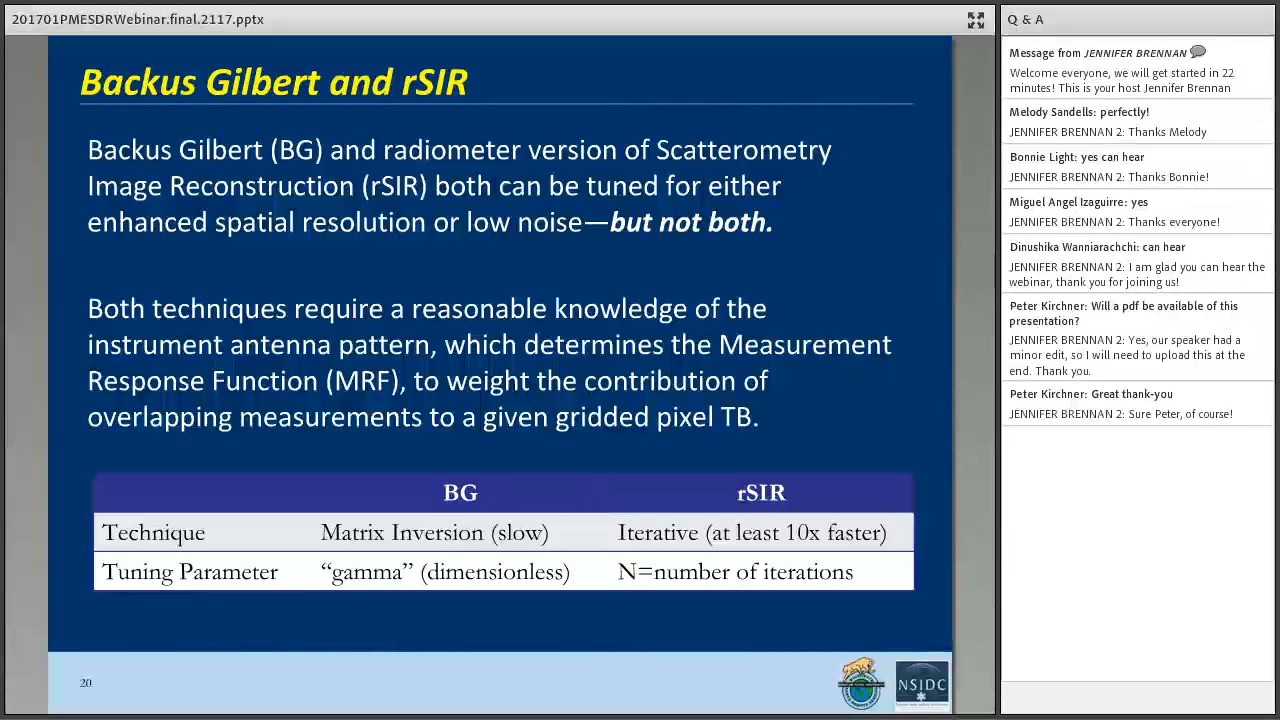 201701PMESDRWebinar.final.2117.pptx
Backus Gilbert and rSIR
Backus Gilbert (BG) and radiometer version of Scatterometry
Image Reconstruction (rSIR) both can be tuned for either
enhanced spatial resolution or low noise—but not both.
Both techniques require a reasonable knowledge of the
instrument antenna pattern, which determines the Measurement
Response Function (MRF), to weight the contribution of
overlapping measurements to a given gridded pixel TB.
BG rSIR
Technique Matrix Inversion (slow) Iterative (at least 10x faster)
Tuning Parameter “gamma” (dimensionless) N=number of iterations
20
NSIDC
Q & A
Message from JENNIFER BRENNAN
Welcome everyone, we will get started in 22
minutes! This is your host Jennifer Brennan
Melody Sandells: perfectly!
JENNIFER BRENNAN 2: Thanks Melody
Bonnie Light: yes can hear
JENNIFER BRENNAN 2: Thanks Bonnie!
Miguel Angel Izaguirre: yes
JENNIFER BRENNAN 2: Thanks everyone!
Dinushika Wanniarachchi: can hear
JENNIFER BRENNAN 2: I am glad you can hear the
webinar, thank you for joining us!
Peter Kirchner: Will a pdf be available of this
presentation?
JENNIFER BRENNAN 2: Yes, our speaker had a
minor edit, so I will need to upload this at the
end. Thank you.
Peter Kirchner: Great thank-you
JENNIFER BRENNAN 2: Sure Peter, of course!